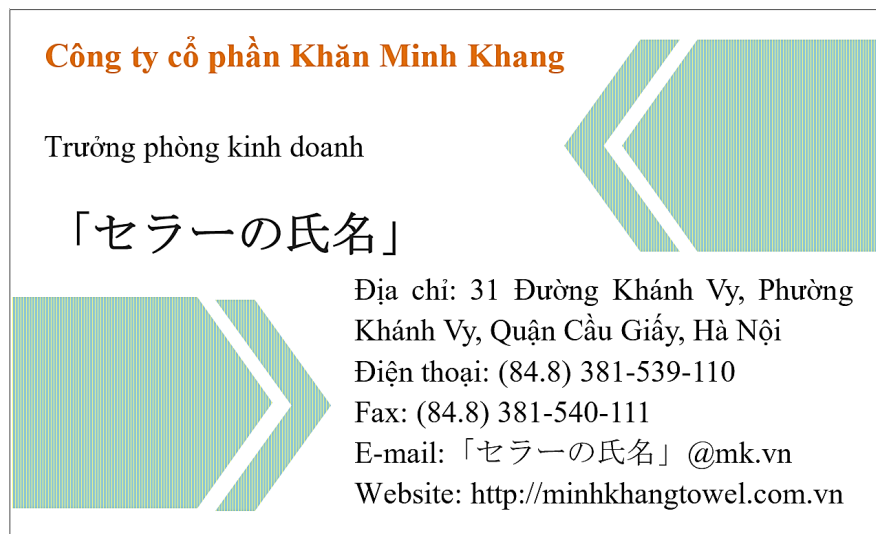 Công ty cổ phần Khăn Minh Khang
Trưởng phòng kinh doanh
「セラーの氏名」
Địa chỉ: 31 Đường Khánh Vy, Phường
Khánh Vy, Quận Cầu Giấy, Hà Nội
Điện thoại: (84.8) 381-539-110
Fax: (84.8) 381-540-111
E-mail:「セラーの氏名」@mk.vn
Website: http://minhkhangtowel.com.vn